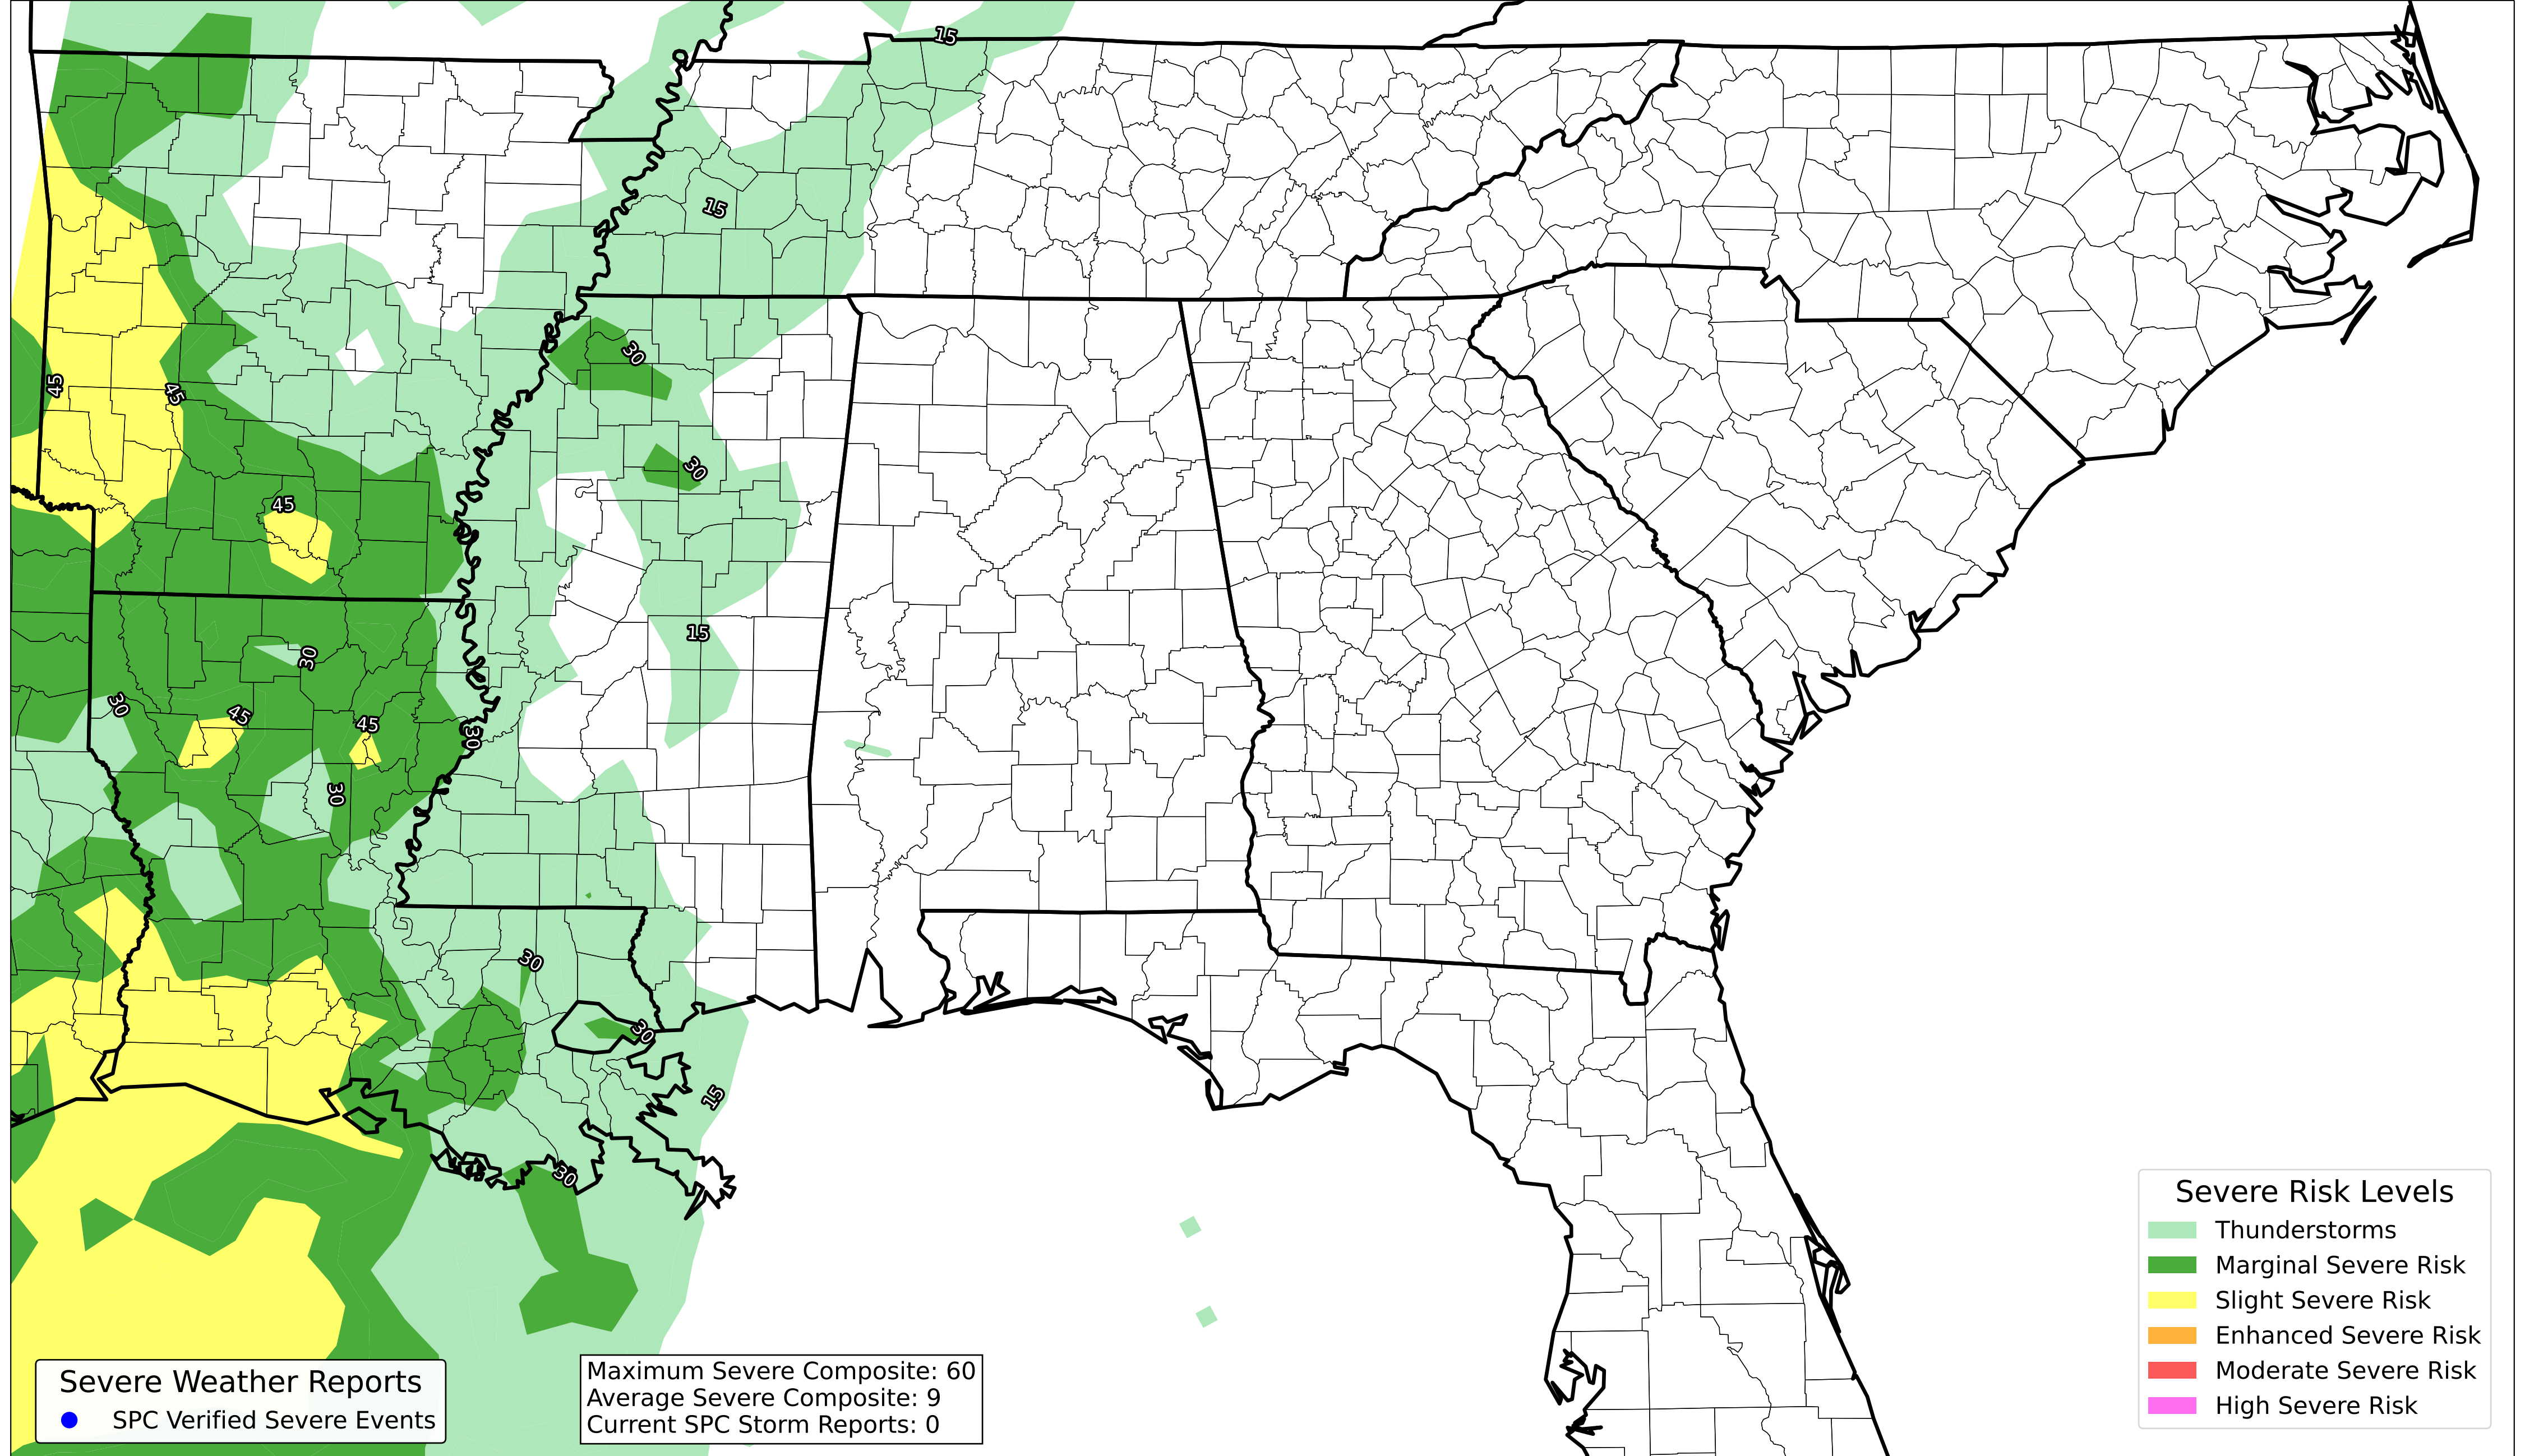 15
15
30
45
45
30
45
15
30
30
45
45
30
30
30
30
15
30
Severe Risk Levels
Thunderstorms
Marginal Severe Risk
Slight Severe Risk
Enhanced Severe Risk
Moderate Severe Risk
High Severe Risk
Severe Weather Reports
SPC Verified Severe Events
Maximum Severe Composite: 60
Average Severe Composite: 9
Current SPC Storm Reports: 0